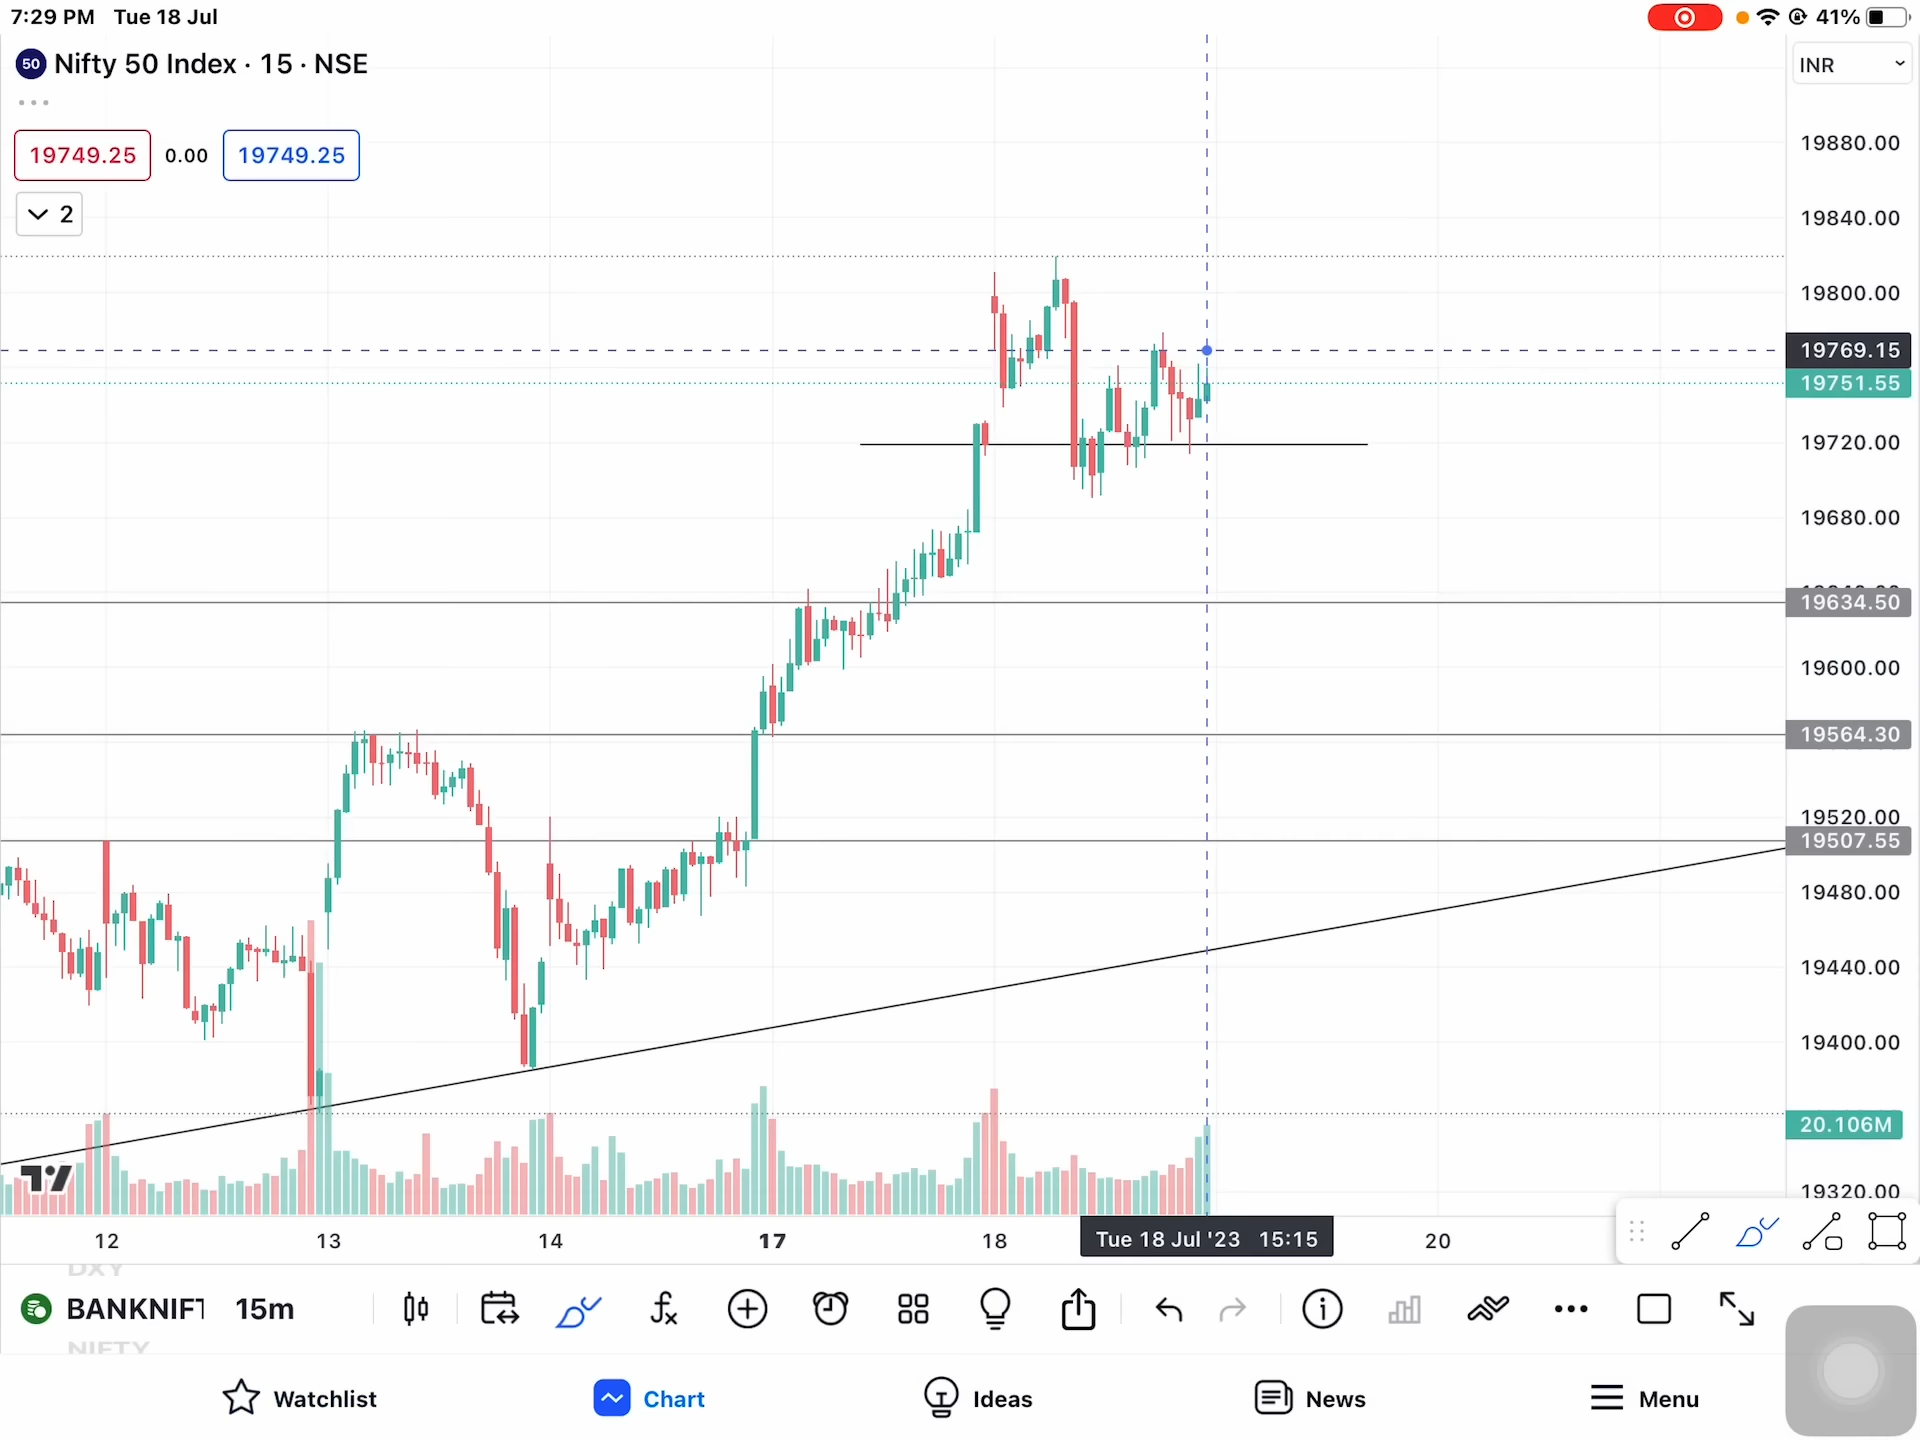 7:29 PM Tue 18 Jul
41%
50 Nifty 50 Index · 15 · NSE
INR
19749.25 0.00 19749.25
2
19880.00
19840.00
19800.00
19769.15
19751.55
19720.00
19680.00
19634.50
19600.00
19564.30
19520.00
19507.55
19480.00
19440.00
19400.00
20.106M
19320.00
12 13 14 17 18 Tue 18 Jul '23 15:15 20
DXY
BANKNIFT 15m
NIFTY
Watchlist Chart Ideas News Menu